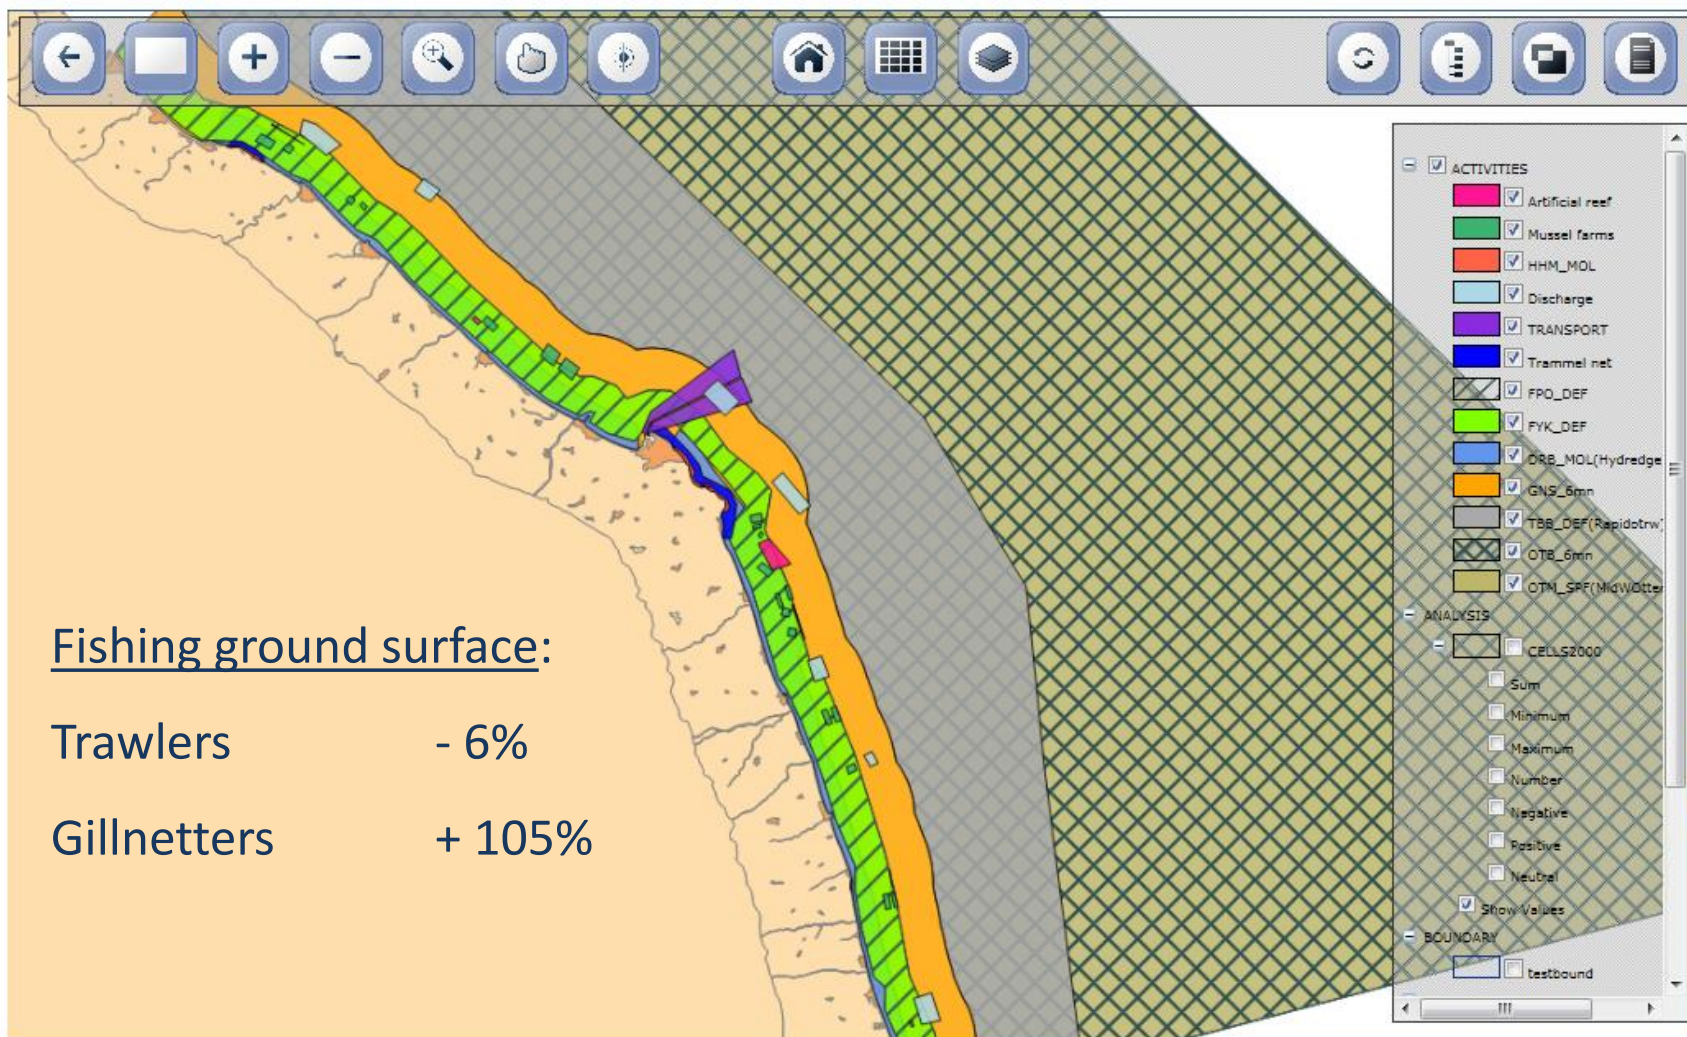 ACTIVITIES
Artificial reef
Mussel farms
HHM_MOL
Discharge
TRANSPORT
Trammel net
FPO_DEF
FYK_DEF
DRB_MOL(Hydredge
GNS_6mn
TBB_DEF(Rapidotrw)
OTB_6mn
OTM_SPF(MidWOtter
ANALYSIS
CELLS2000
Sum
Minimum
Maximum
Number
Negative
Positive
Neutral
Show Values
BOUNDARY
testbound
Fishing ground surface:
Trawlers - 6%
Gillnetters + 105%